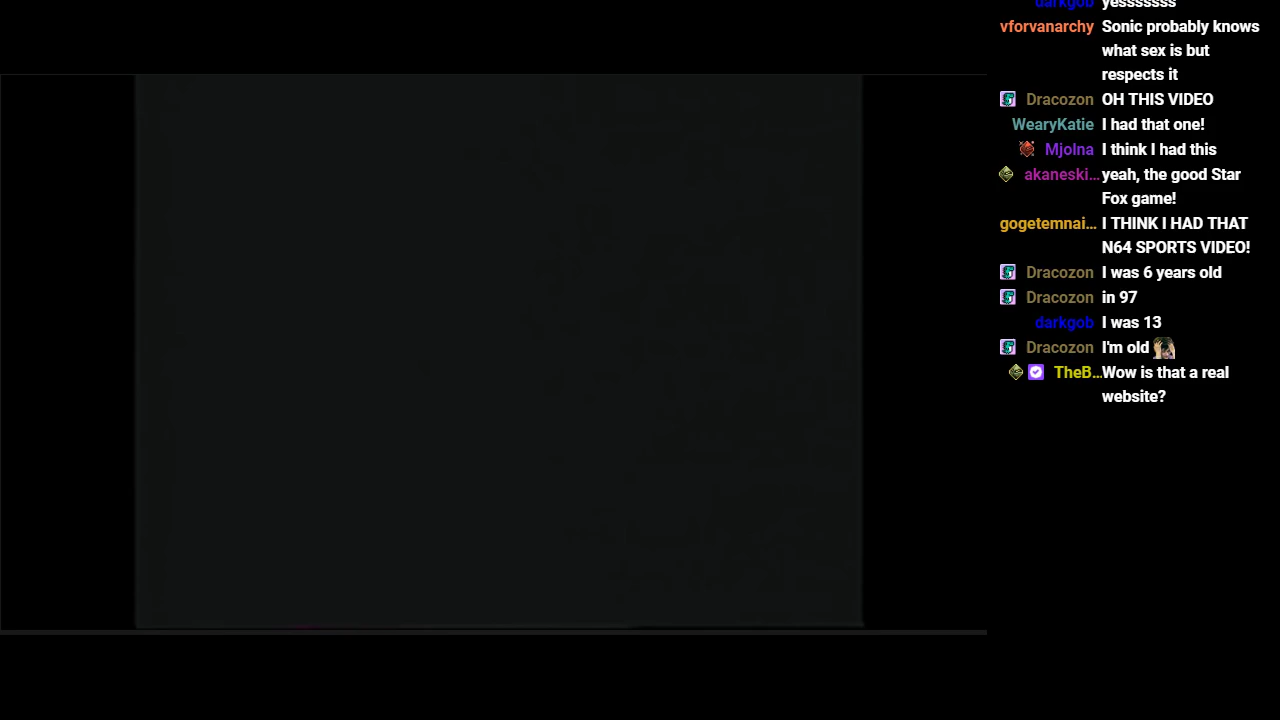 darkgob yesssssss
vforvanarchy Sonic probably knows
what sex is but
respects it
Dracozon OH THIS VIDEO
WearyKatie I had that one!
Mjolna I think I had this
akaneski… yeah, the good Star
Fox game!
gogetemnai… I THINK I HAD THAT
N64 SPORTS VIDEO!
Dracozon I was 6 years old
Dracozon in 97
darkgob I was 13
Dracozon I'm old
TheB… Wow is that a real
website?